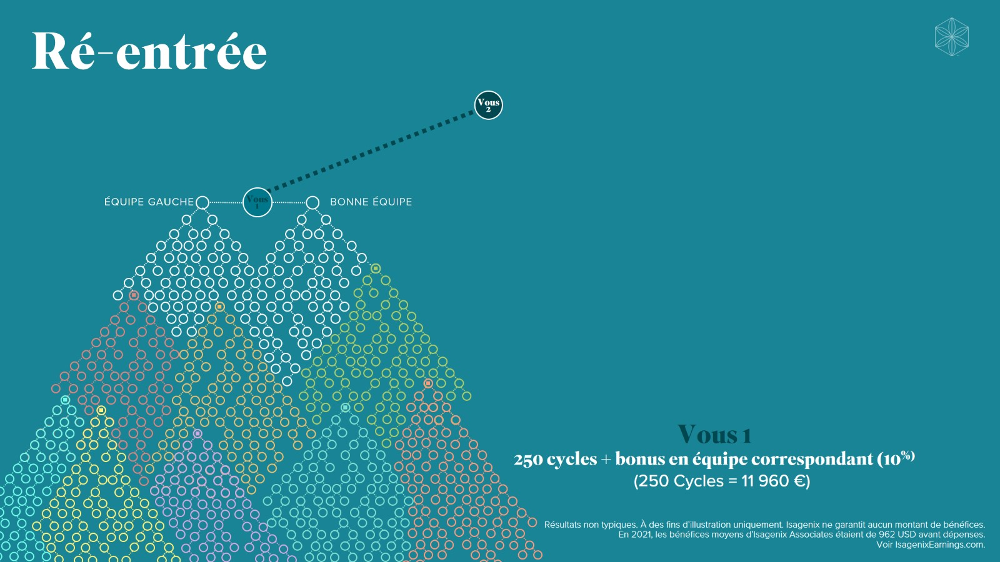 Ré-entrée
Vous
2
ÉQUIPE GAUCHE
Vous
1
BONNE ÉQUIPE
Vous 1
250 cycles + bonus en équipe correspondant (10%)
(250 Cycles = 11 960 €)
Résultats non typiques. À des fins d'illustration uniquement. Isagenix ne garantit aucun montant de bénéfices.
En 2021, les bénéfices moyens d'Isagenix Associates étaient de 962 USD avant dépenses.
Voir IsagenixEarnings.com.